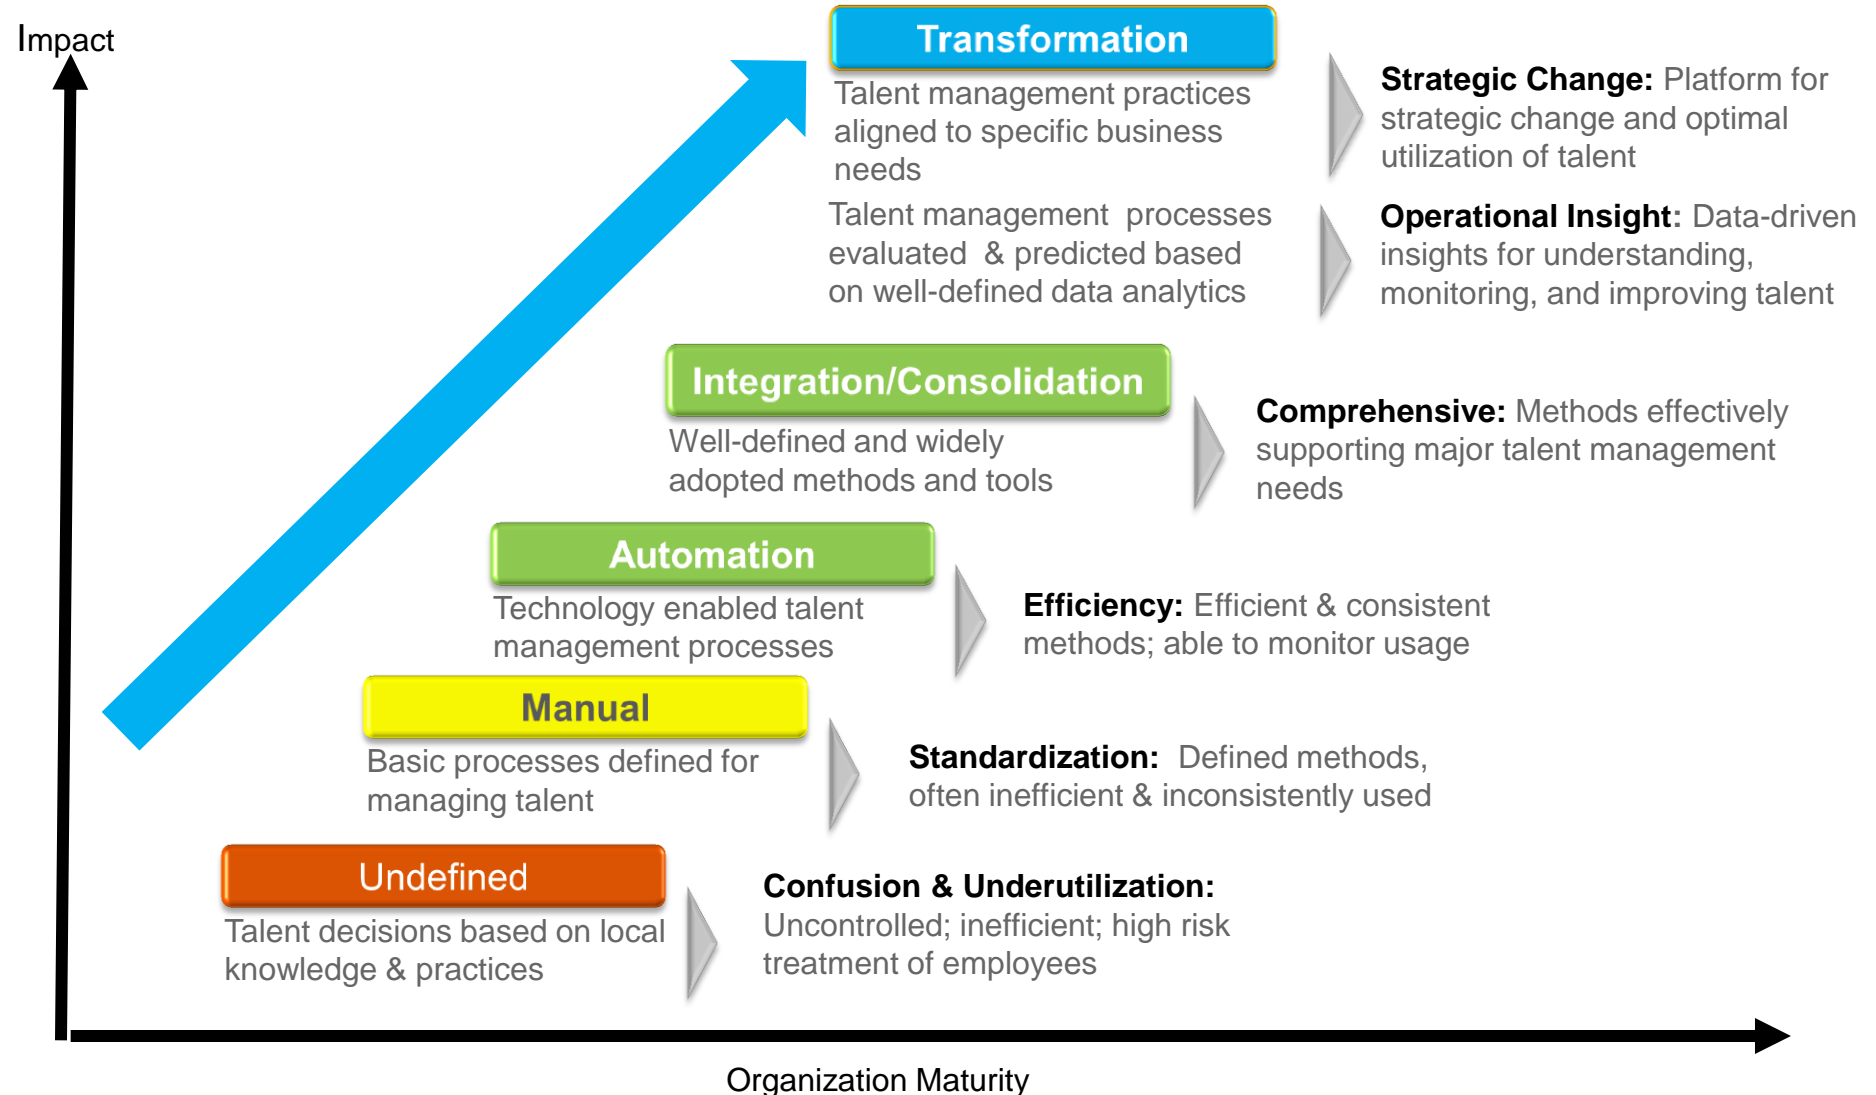 Impact
Transformation
Talent management practices
aligned to specific business
needs
Strategic Change: Platform for
strategic change and optimal
utilization of talent
Talent management processes
evaluated & predicted based
on well-defined data analytics
Operational Insight: Data-driven
insights for understanding,
monitoring, and improving talent
Integration/Consolidation
Well-defined and widely
adopted methods and tools
Comprehensive: Methods effectively
supporting major talent management
needs
Automation
Technology enabled talent
management processes
Efficiency: Efficient & consistent
methods; able to monitor usage
Manual
Basic processes defined for
managing talent
Standardization: Defined methods,
often inefficient & inconsistently used
Undefined
Talent decisions based on local
knowledge & practices
Confusion & Underutilization:
Uncontrolled; inefficient; high risk
treatment of employees
Organization Maturity